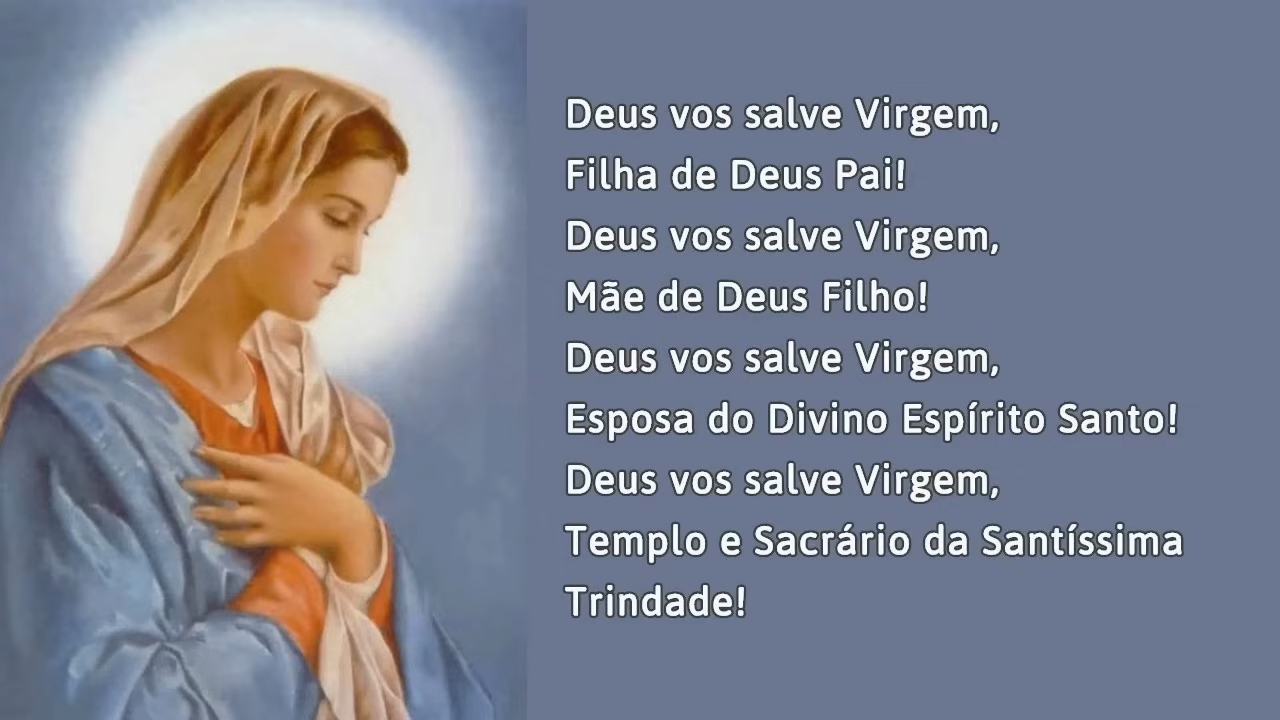 Deus vos salve Virgem,
Filha de Deus Pai!
Deus vos salve Virgem,
Mãe de Deus Filho!
Deus vos salve Virgem,
Esposa do Divino Espírito Santo!
Deus vos salve Virgem,
Templo e Sacrário da Santíssima
Trindade!